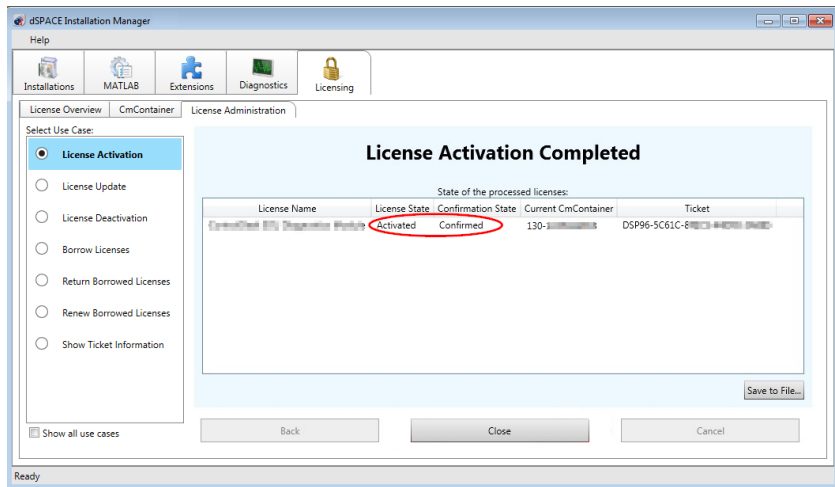 dSPACE Installation Manager
Help
Installations MATLAB Extensions Diagnostics Licensing
License Overview CmContainer License Administration
Select Use Case:
License Activation
License Update
License Deactivation
Borrow Licenses
Return Borrowed Licenses
Renew Borrowed Licenses
Show Ticket Information
Show all use cases
License Activation Completed
State of the processed licenses:
License Name License State Confirmation State Current CmContainer Ticket
Activated Confirmed 130- DSP96-5C61C-8
Save to File...
Back Close Cancel
Ready